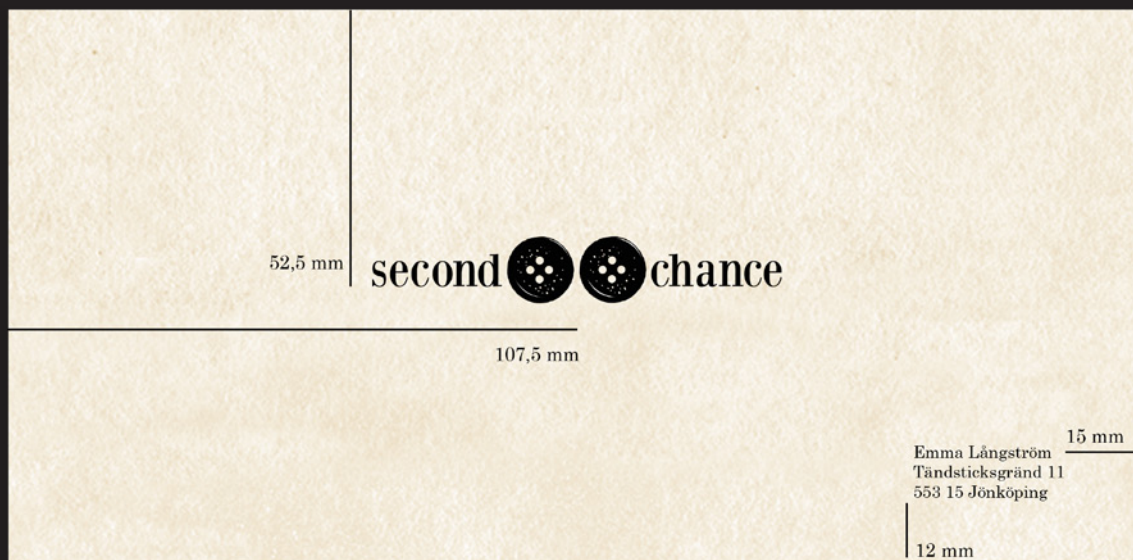 52,5 mm
second chance
107,5 mm
15 mm
Emma Långström
Tändsticksgränd 11
553 15 Jönköping
12 mm